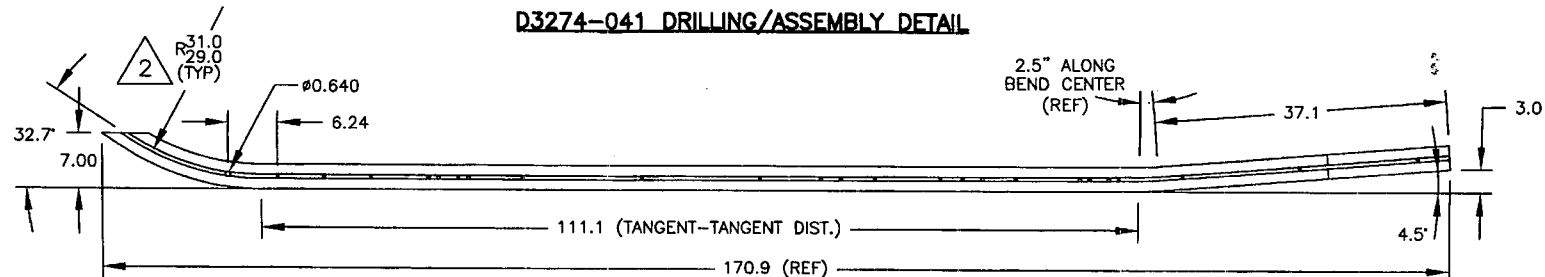 D3274-041 DRILLING/ASSEMBLY DETAIL
2
R31.0
29.0
(TYP)
ø0.640
2.5" ALONG
BEND CENTER
(REF)
6.24
37.1
3.0
32.7°
7.00
111.1 (TANGENT-TANGENT DIST.)
4.5°
170.9 (REF)